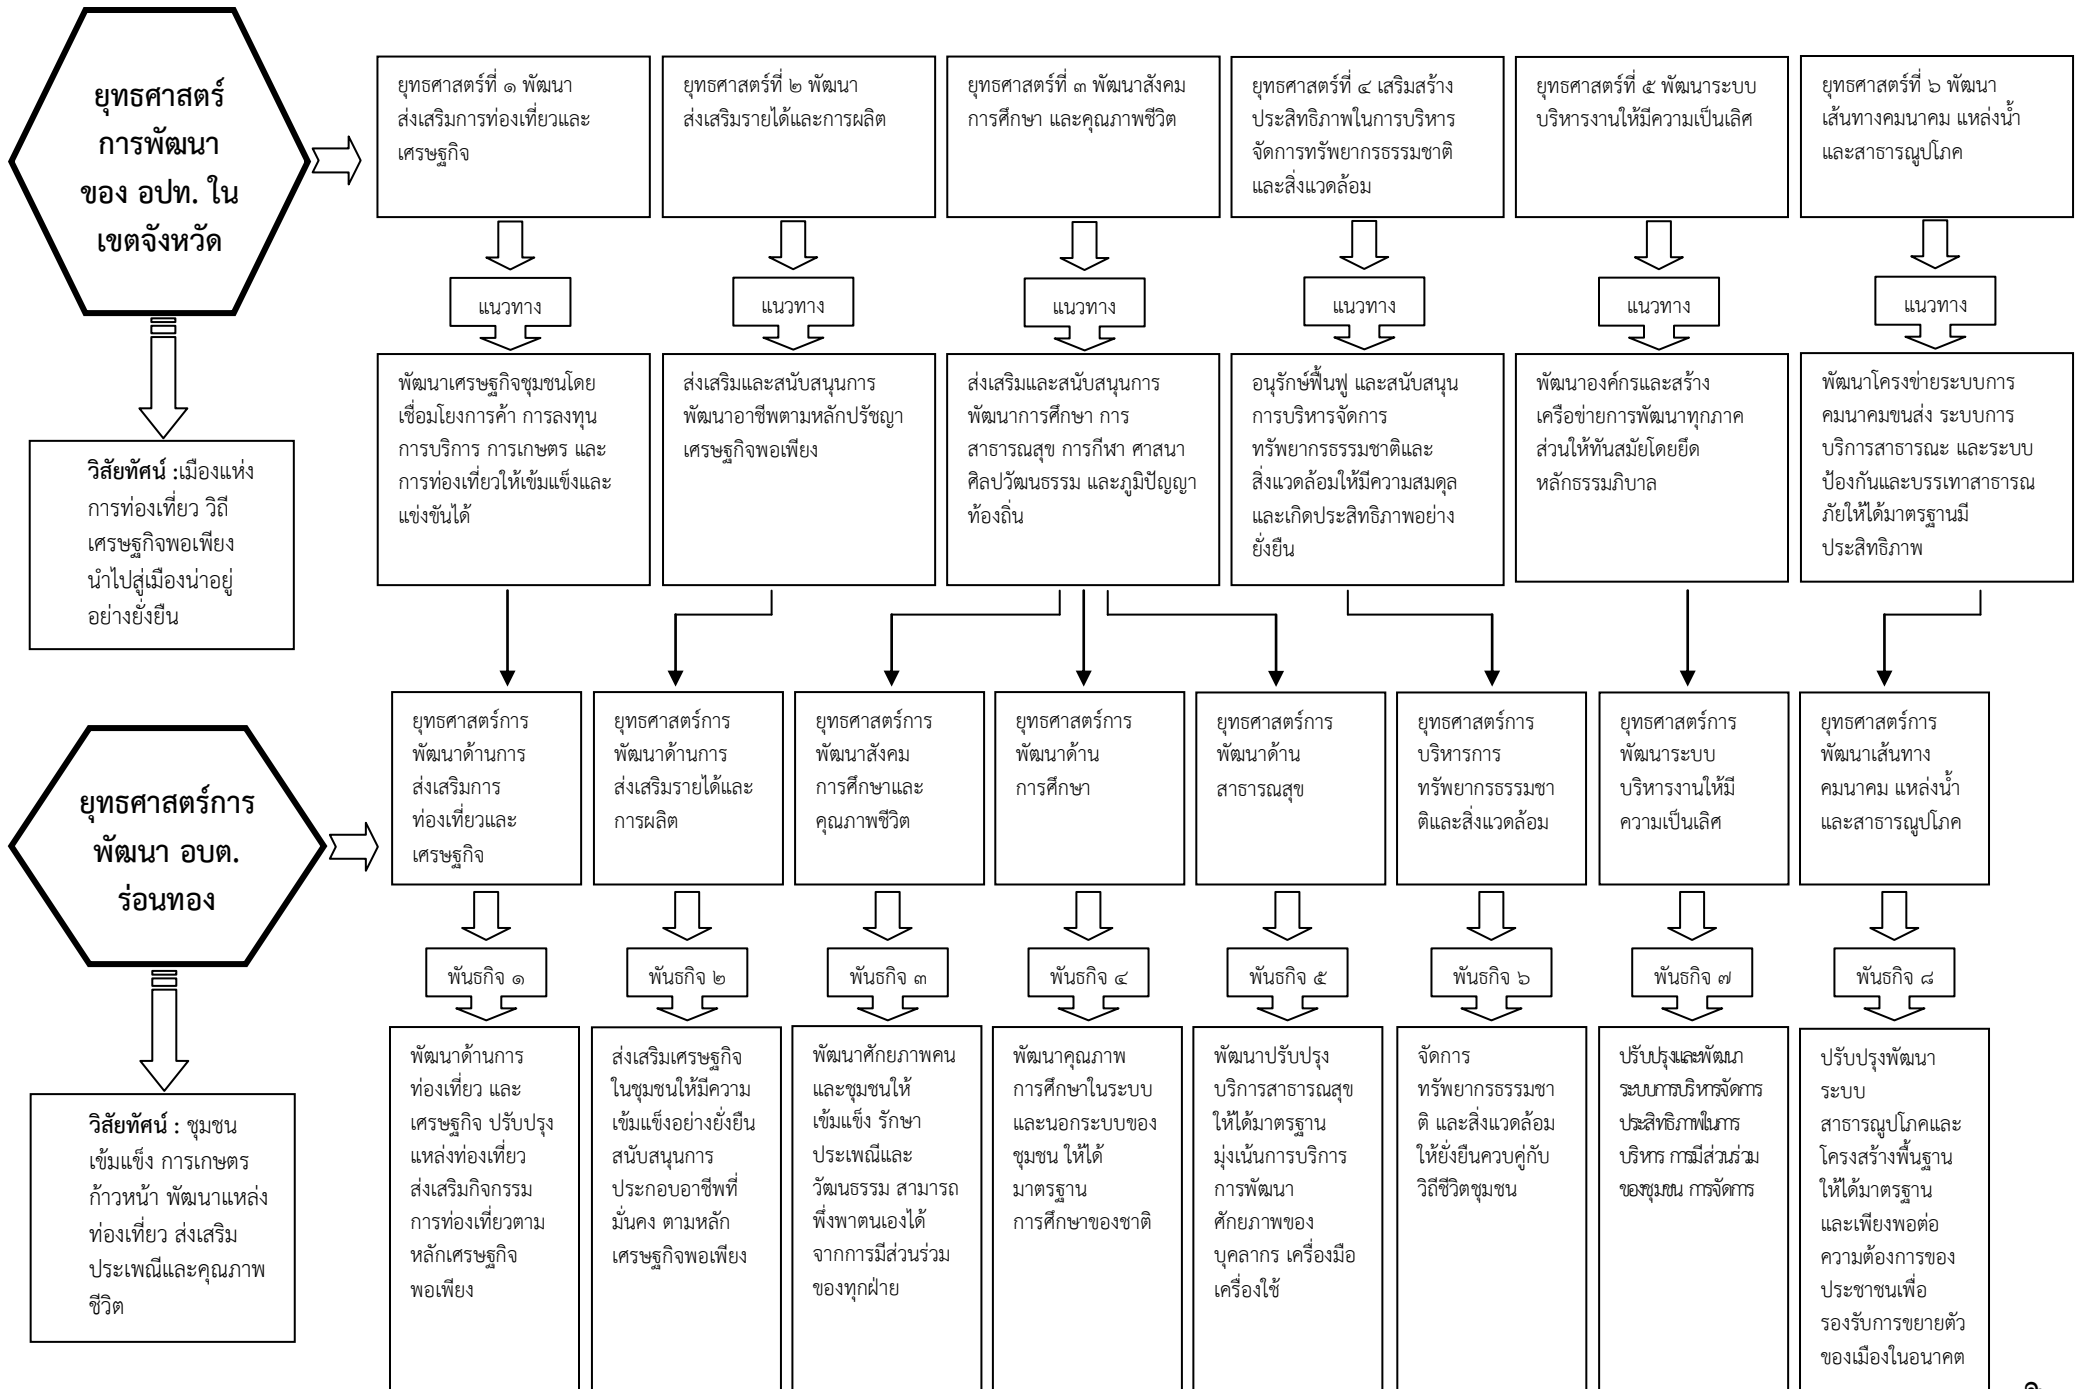 ยุทธศาสตร์
การพัฒนา
ของ อปท. ใน
เขตจังหวัด
ยุทธศาสตร์ที่ ๑ พัฒนา
ส่งเสริมการท่องเที่ยวและ
เศรษฐกิจ
ยุทธศาสตร์ที่ ๒ พัฒนา
ส่งเสริมรายได้และการผลิต
ยุทธศาสตร์ที่ ๓ พัฒนาสังคม
การศึกษา และคุณภาพชีวิต
ยุทธศาสตร์ที่ ๔ เสริมสร้าง
ประสิทธิภาพในการบริหาร
จัดการทรัพยากรธรรมชาติ
และสิ่งแวดล้อม
ยุทธศาสตร์ที่ ๕ พัฒนาระบบ
บริหารงานให้มีความเป็นเลิศ
ยุทธศาสตร์ที่ ๖ พัฒนา
เส้นทางคมนาคม แหล่งน้ำ
และสาธารณูปโภค
แนวทาง
แนวทาง
แนวทาง
แนวทาง
แนวทาง
แนวทาง
พัฒนาเศรษฐกิจชุมชนโดย
เชื่อมโยงการค้า การลงทุน
การบริการ การเกษตร และ
การท่องเที่ยวให้เข้มแข็งและ
แข่งขันได้
ส่งเสริมและสนับสนุนการ
พัฒนาอาชีพตามหลักปรัชญา
เศรษฐกิจพอเพียง
ส่งเสริมและสนับสนุนการ
พัฒนาการศึกษา การ
สาธารณสุข การกีฬา ศาสนา
ศิลปวัฒนธรรม และภูมิปัญญา
ท้องถิ่น
อนุรักษ์ฟื้นฟู และสนับสนุน
การบริหารจัดการ
ทรัพยากรธรรมชาติและ
สิ่งแวดล้อมให้มีความสมดุล
และเกิดประสิทธิภาพอย่าง
ยั่งยืน
พัฒนาองค์กรและสร้าง
เครือข่ายการพัฒนาทุกภาค
ส่วนให้ทันสมัยโดยยึด
หลักธรรมภิบาล
พัฒนาโครงข่ายระบบการ
คมนาคมขนส่ง ระบบการ
บริการสาธารณะ และระบบ
ป้องกันและบรรเทาสาธารณ
ภัยให้ได้มาตรฐานมี
ประสิทธิภาพ
วิสัยทัศน์ :เมืองแห่ง
การท่องเที่ยว วิถี
เศรษฐกิจพอเพียง
นำไปสู่เมืองน่าอยู่
อย่างยั่งยืน
ยุทธศาสตร์การ
พัฒนา อบต.
ร่อนทอง
ยุทธศาสตร์การ
พัฒนาด้านการ
ส่งเสริมการ
ท่องเที่ยวและ
เศรษฐกิจ
ยุทธศาสตร์การ
พัฒนาด้านการ
ส่งเสริมรายได้และ
การผลิต
ยุทธศาสตร์การ
พัฒนาสังคม
การศึกษาและ
คุณภาพชีวิต
ยุทธศาสตร์การ
พัฒนาด้าน
การศึกษา
ยุทธศาสตร์การ
พัฒนาด้าน
สาธารณสุข
ยุทธศาสตร์การ
บริหารการ
ทรัพยากรธรรมชา
ติและสิ่งแวดล้อม
ยุทธศาสตร์การ
พัฒนาระบบ
บริหารงานให้มี
ความเป็นเลิศ
ยุทธศาสตร์การ
พัฒนาเส้นทาง
คมนาคม แหล่งน้ำ
และสาธารณูปโภค
พันธกิจ ๑
พันธกิจ ๒
พันธกิจ ๓
พันธกิจ ๔
พันธกิจ ๕
พันธกิจ ๖
พันธกิจ ๗
พันธกิจ ๘
วิสัยทัศน์ : ชุมชน
เข้มแข็ง การเกษตร
ก้าวหน้า พัฒนาแหล่ง
ท่องเที่ยว ส่งเสริม
ประเพณีและคุณภาพ
ชีวิต
พัฒนาด้านการ
ท่องเที่ยว และ
เศรษฐกิจ ปรับปรุง
แหล่งท่องเที่ยว
ส่งเสริมกิจกรรม
การท่องเที่ยวตาม
หลักเศรษฐกิจ
พอเพียง
ส่งเสริมเศรษฐกิจ
ในชุมชนให้มีความ
เข้มแข็งอย่างยั่งยืน
สนับสนุนการ
ประกอบอาชีพที่
มั่นคง ตามหลัก
เศรษฐกิจพอเพียง
พัฒนาศักยภาพคน
และชุมชนให้
เข้มแข็ง รักษา
ประเพณีและ
วัฒนธรรม สามารถ
พึ่งพาตนเองได้
จากการมีส่วนร่วม
ของทุกฝ่าย
พัฒนาคุณภาพ
การศึกษาในระบบ
และนอกระบบของ
ชุมชน ให้ได้
มาตรฐาน
การศึกษาของชาติ
พัฒนาปรับปรุง
บริการสาธารณสุข
ให้ได้มาตรฐาน
มุ่งเน้นการบริการ
การพัฒนา
ศักยภาพของ
บุคลากร เครื่องมือ
เครื่องใช้
จัดการ
ทรัพยากรธรรมชา
ติ และสิ่งแวดล้อม
ให้ยั่งยืนควบคู่กับ
วิถีชีวิตชุมชน
ปรับปรุงและพัฒนา
ระบบการบริหารจัดการ
ประสิทธิภาพในการ
บริหาร การมีส่วนร่วม
ของชุมชน การจัดการ
ปรับปรุงพัฒนา
ระบบ
สาธารณูปโภคและ
โครงสร้างพื้นฐาน
ให้ได้มาตรฐาน
และเพียงพอต่อ
ความต้องการของ
ประชาชนเพื่อ
รองรับการขยายตัว
ของเมืองในอนาคต